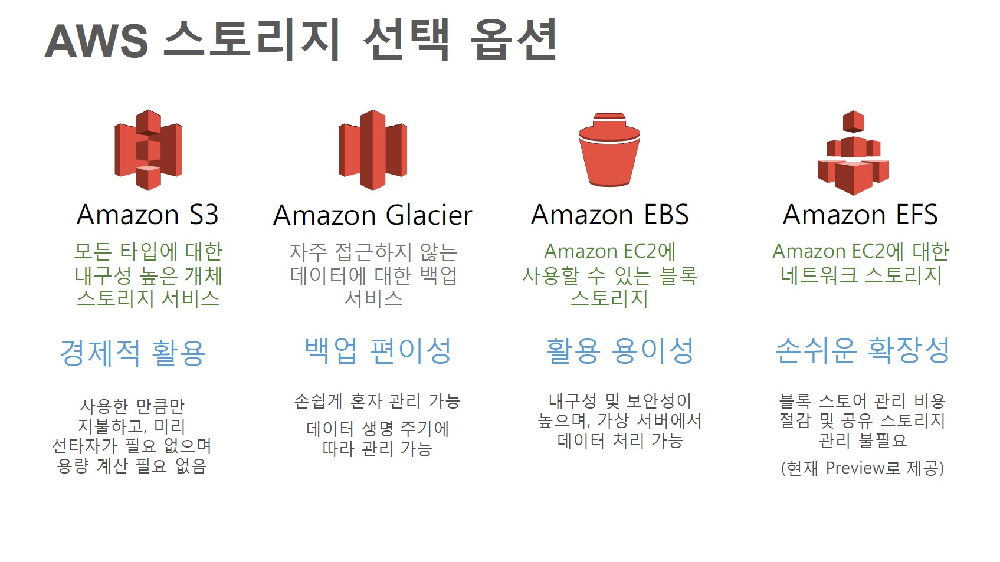 AWS 스토리지 선택 옵션
Amazon S3
모든 타입에 대한
내구성 높은 개체
스토리지 서비스
경제적 활용
사용한 만큼만
지불하고, 미리
선타자가 필요 없으며
용량 계산 필요 없음
Amazon Glacier
자주 접근하지 않는
데이터에 대한 백업
서비스
백업 편이성
손쉽게 혼자 관리 가능
데이터 생명 주기에
따라 관리 가능
Amazon EBS
Amazon EC2에
사용할 수 있는 블록
스토리지
활용 용이성
내구성 및 보안성이
높으며, 가상 서버에서
데이터 처리 가능
Amazon EFS
Amazon EC2에 대한
네트워크 스토리지
손쉬운 확장성
블록 스토어 관리 비용
절감 및 공유 스토리지
관리 불필요
(현재 Preview로 제공)